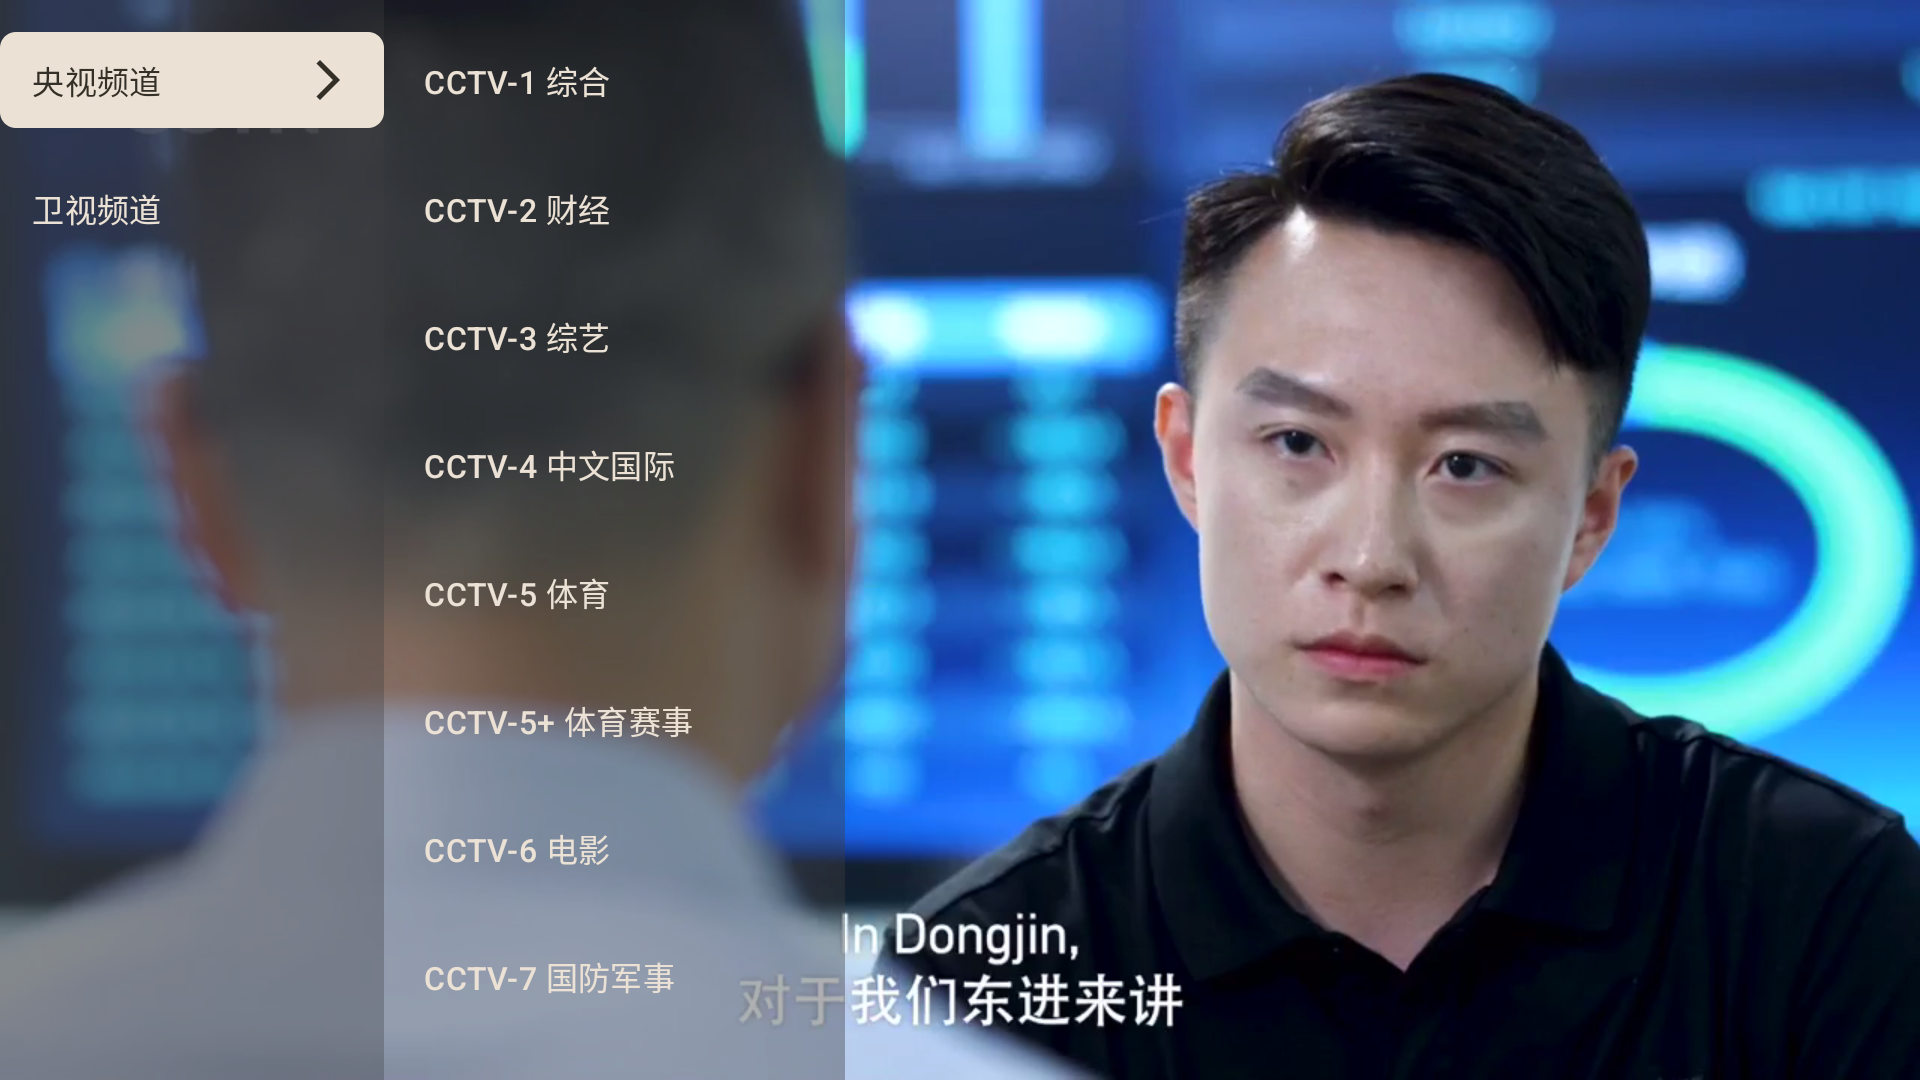 央视频道
卫视频道
CCTV-1 综合
CCTV-2 财经
CCTV-3 综艺
CCTV-4 中文国际
CCTV-5 体育
CCTV-5+ 体育赛事
CCTV-6 电影
CCTV-7 国防军事
In Dongjin,
对于我们东进来讲